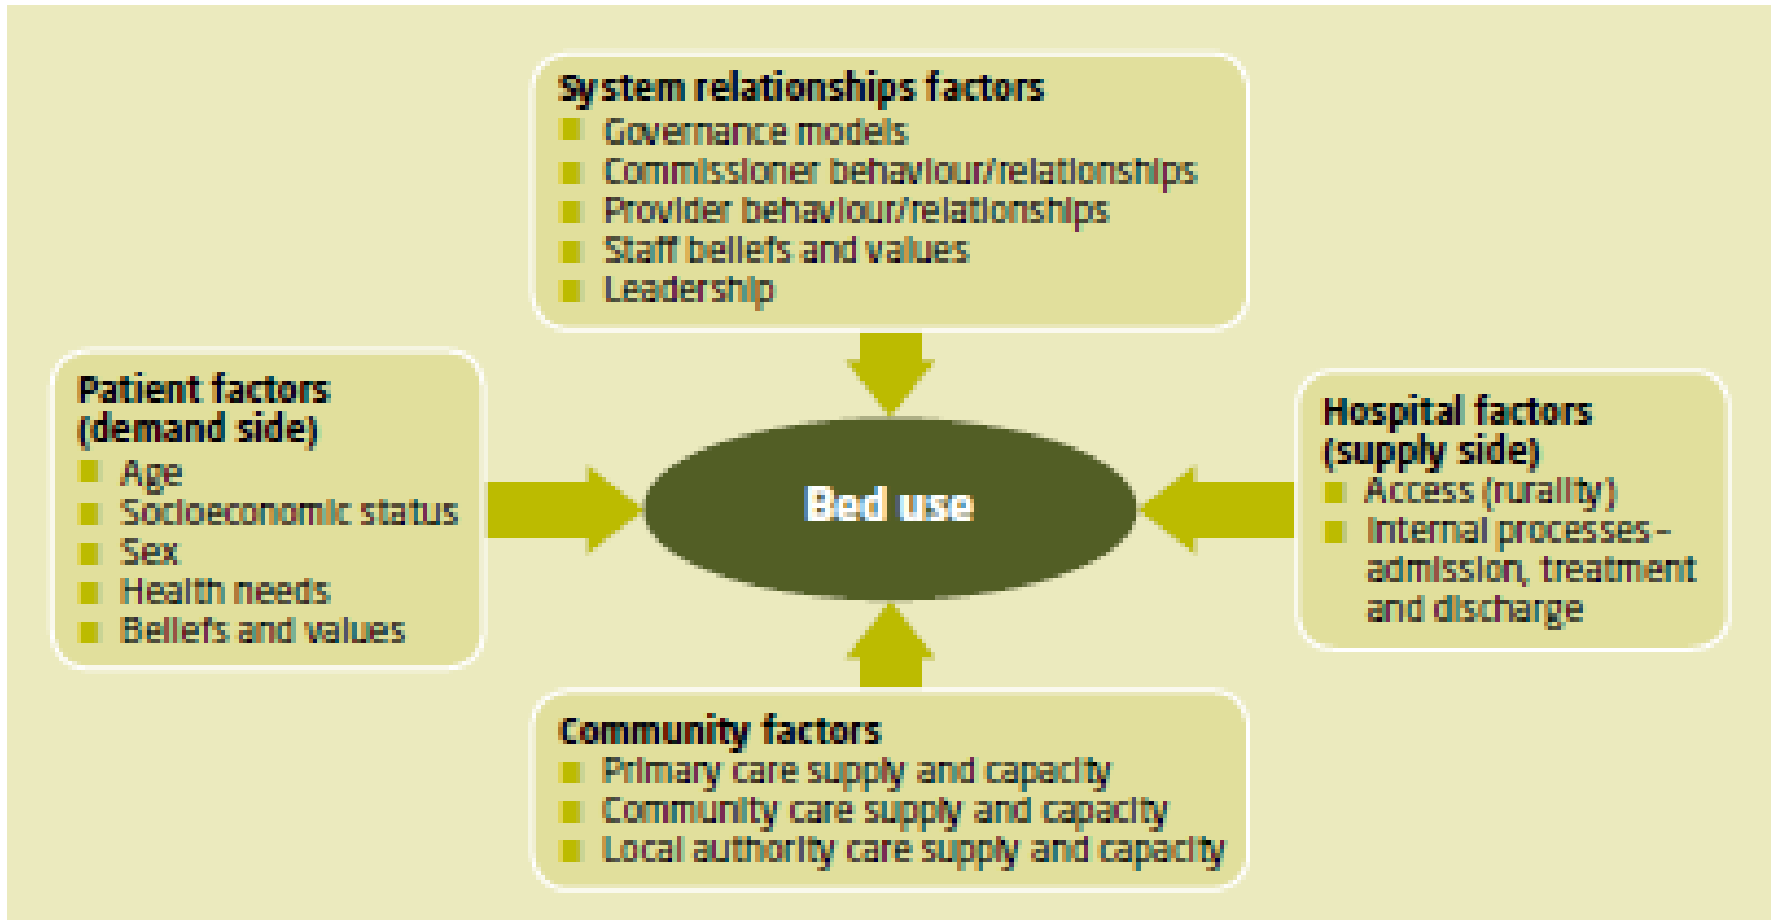 System relationships factors
Governance models
Commissioner behaviour/relationships
Provider behaviour/relationships
Staff beliefs and values
Leadership
Patient factors
(demand side)
Age
Socioeconomic status
Sex
Health needs
Beliefs and values
Bed use
Hospital factors
(supply side)
Access (rurality)
Internal processes –
admission, treatment
and discharge
Community factors
Primary care supply and capacity
Community care supply and capacity
Local authority care supply and capacity